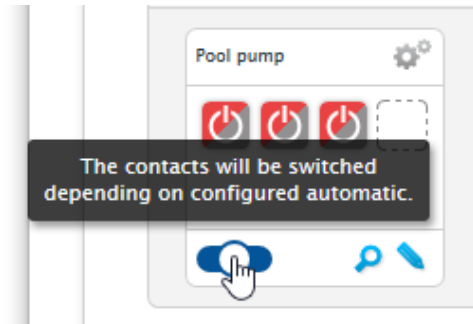 Pool pump
The contacts will be switched
depending on configured automatic.